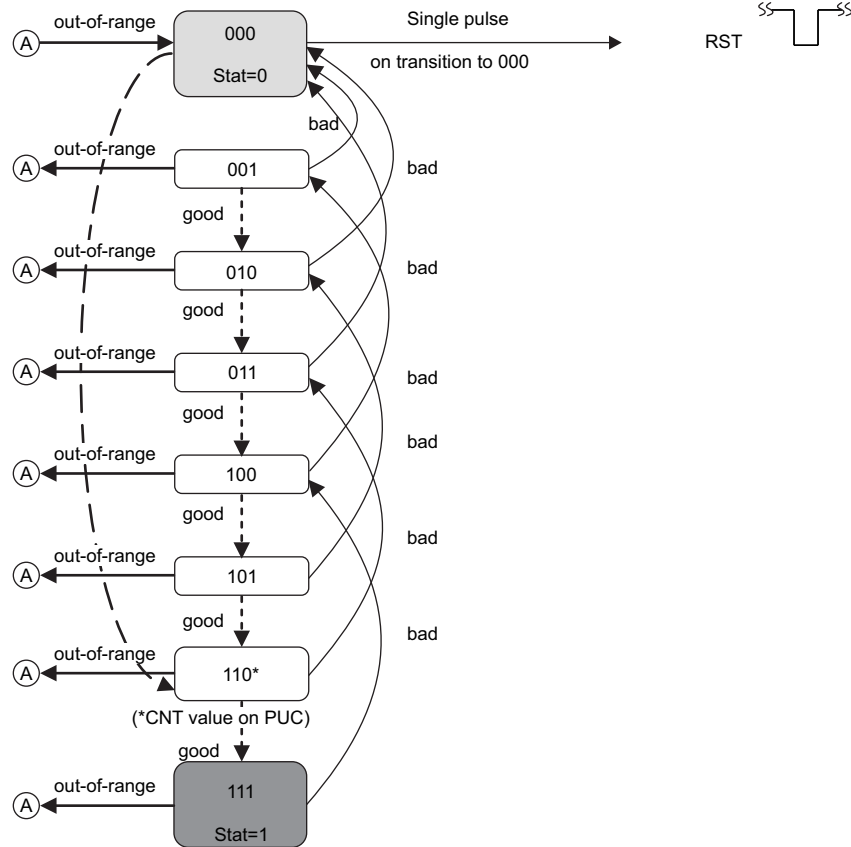 out-of-range
A
000
Stat=0
Single pulse
on transition to 000
RST
bad
out-of-range
A
001
bad
good
out-of-range
A
010
bad
good
out-of-range
A
011
bad
good
bad
out-of-range
A
100
good
bad
out-of-range
A
101
good
bad
out-of-range
A
110*
(*CNT value on PUC)
good
out-of-range
A
111
Stat=1